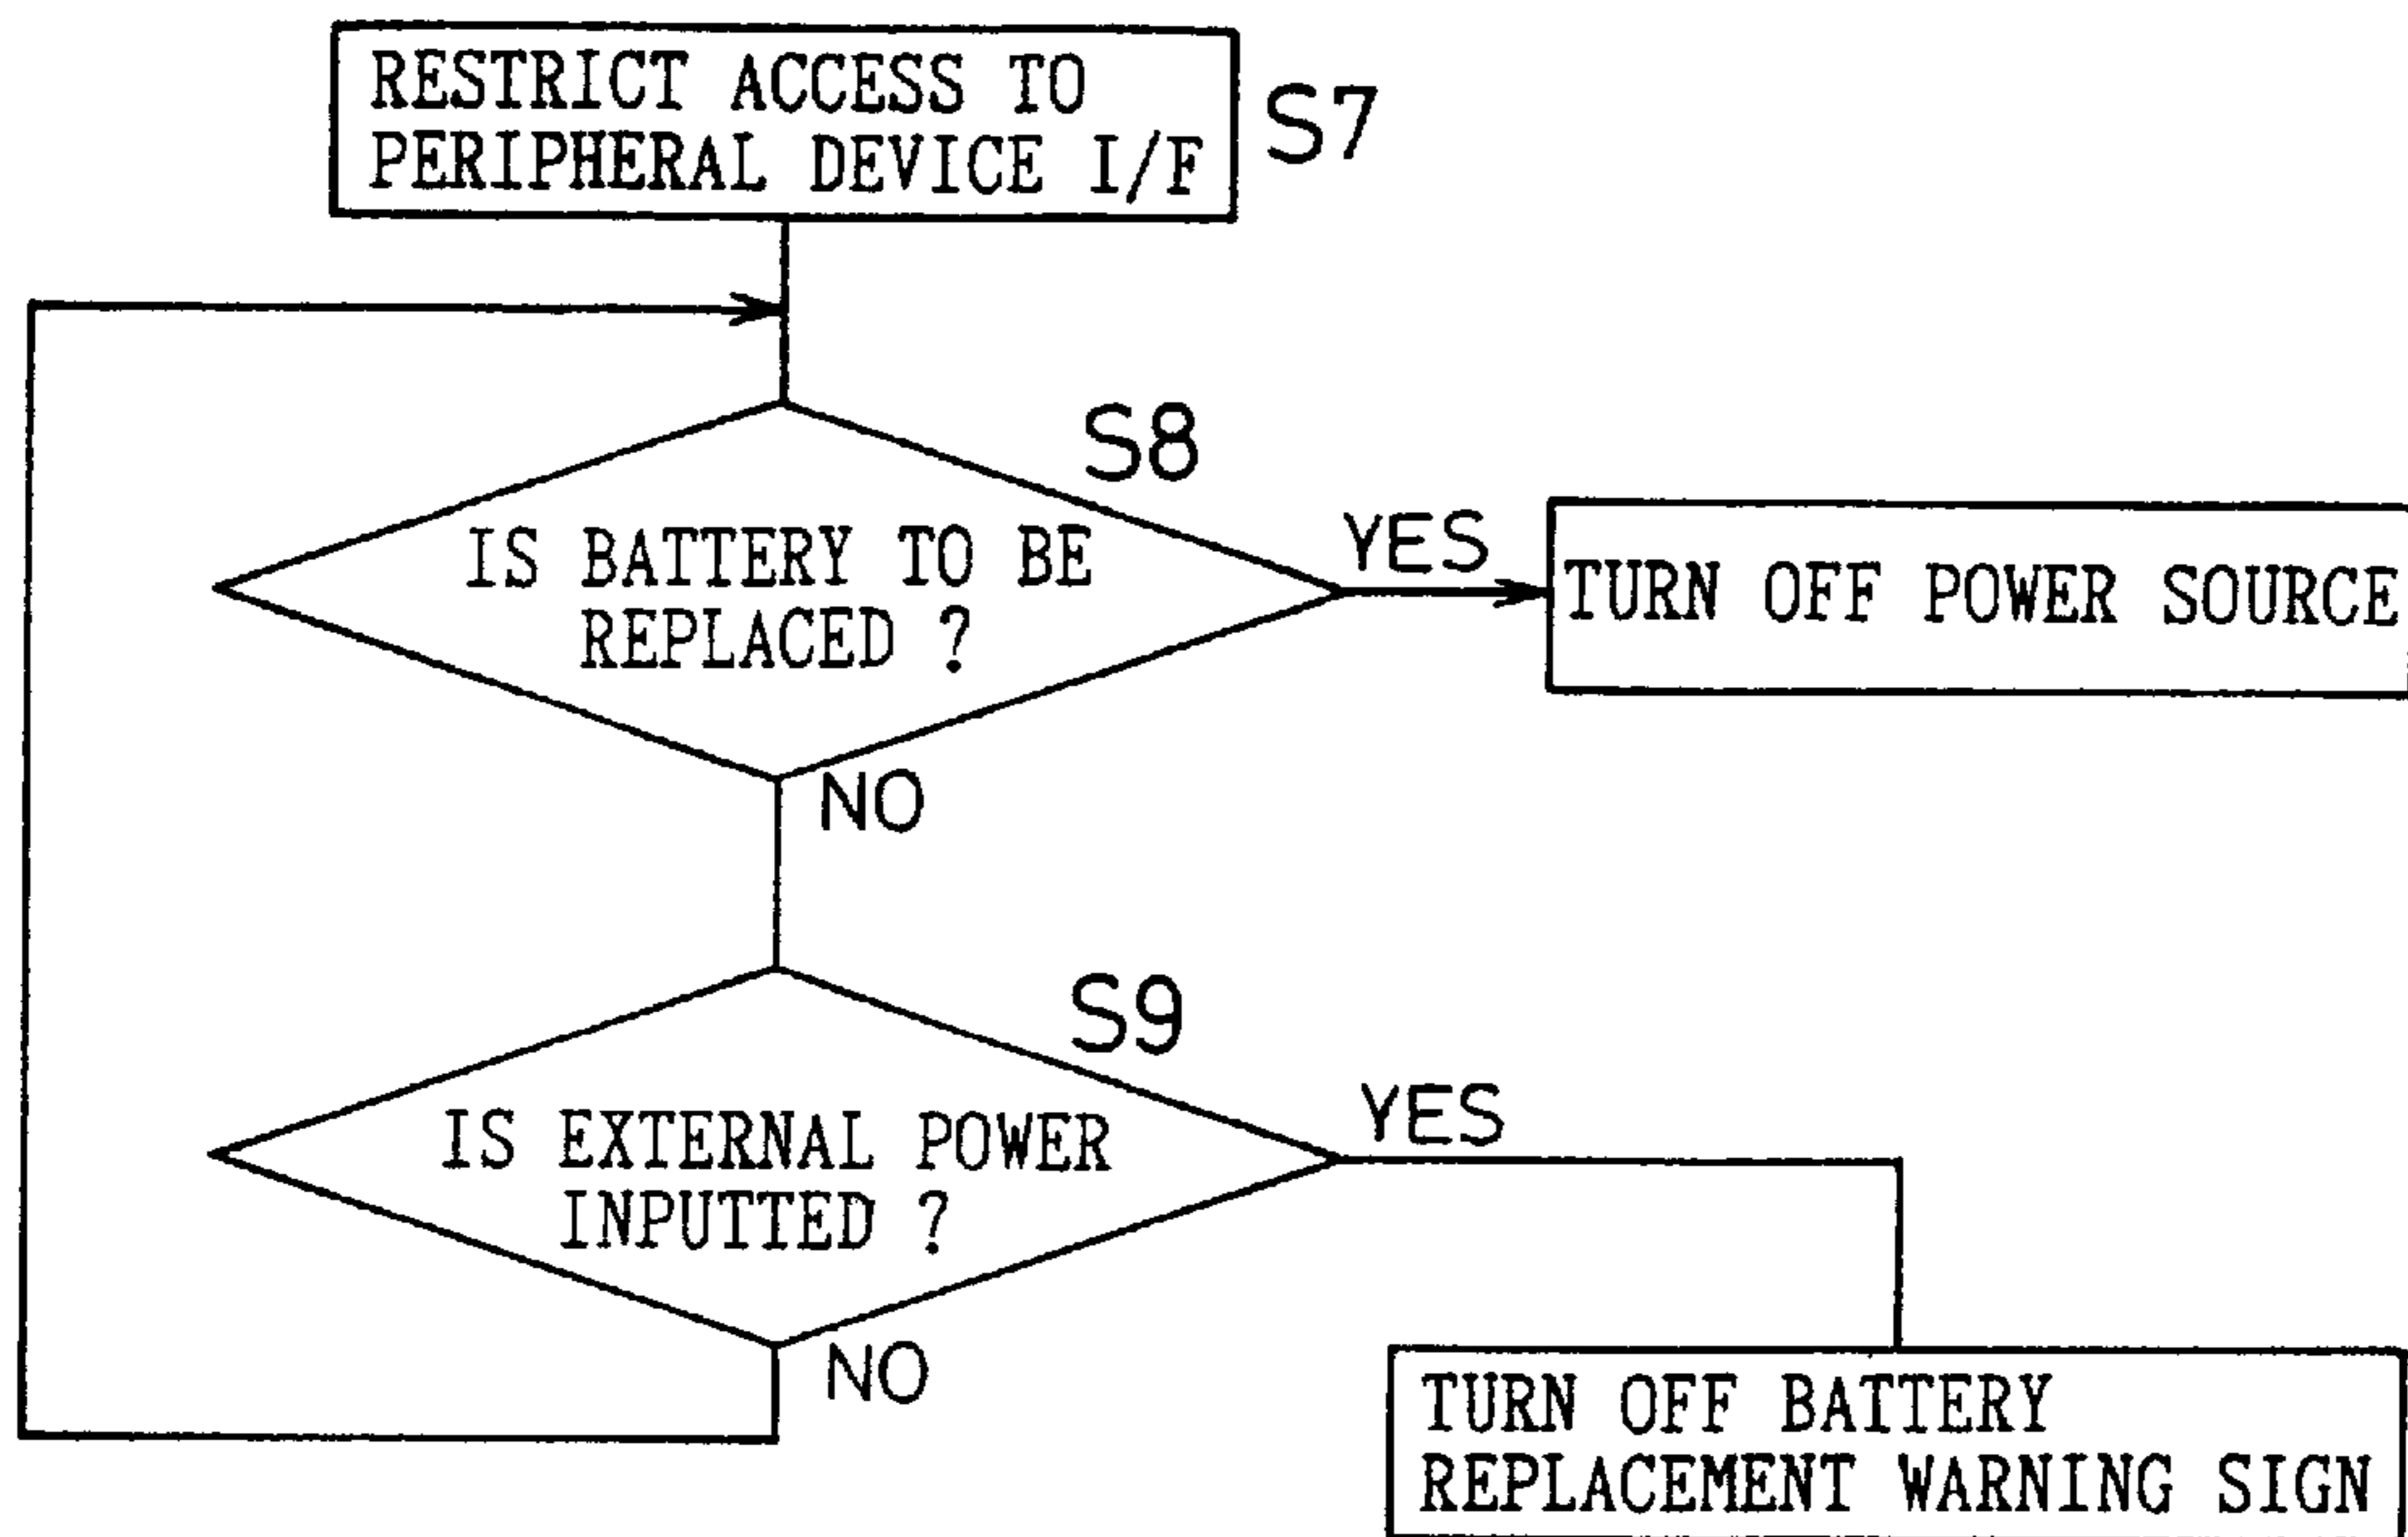 RESTRICT ACCESS TO
PERIPHERAL DEVICE I/F
S7
S8
IS BATTERY TO BE
REPLACED ?
YES
TURN OFF POWER SOURCE
NO
S9
IS EXTERNAL POWER
INPUTTED ?
YES
NO
TURN OFF BATTERY
REPLACEMENT WARNING SIGN